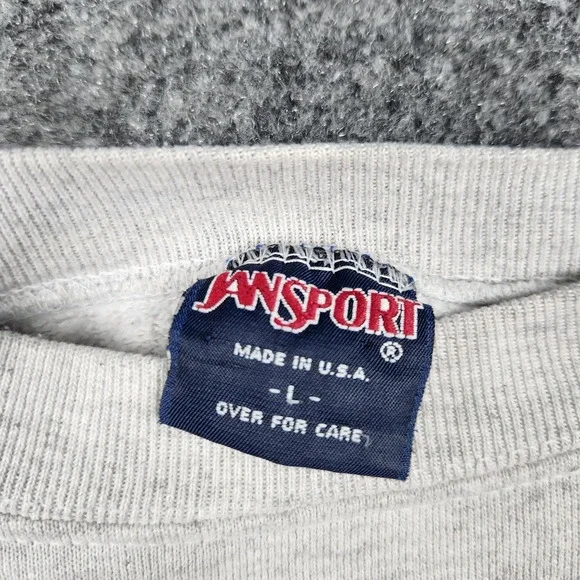 JANSPORT
®
MADE IN U.S.A.
- L -
OVER FOR CARE